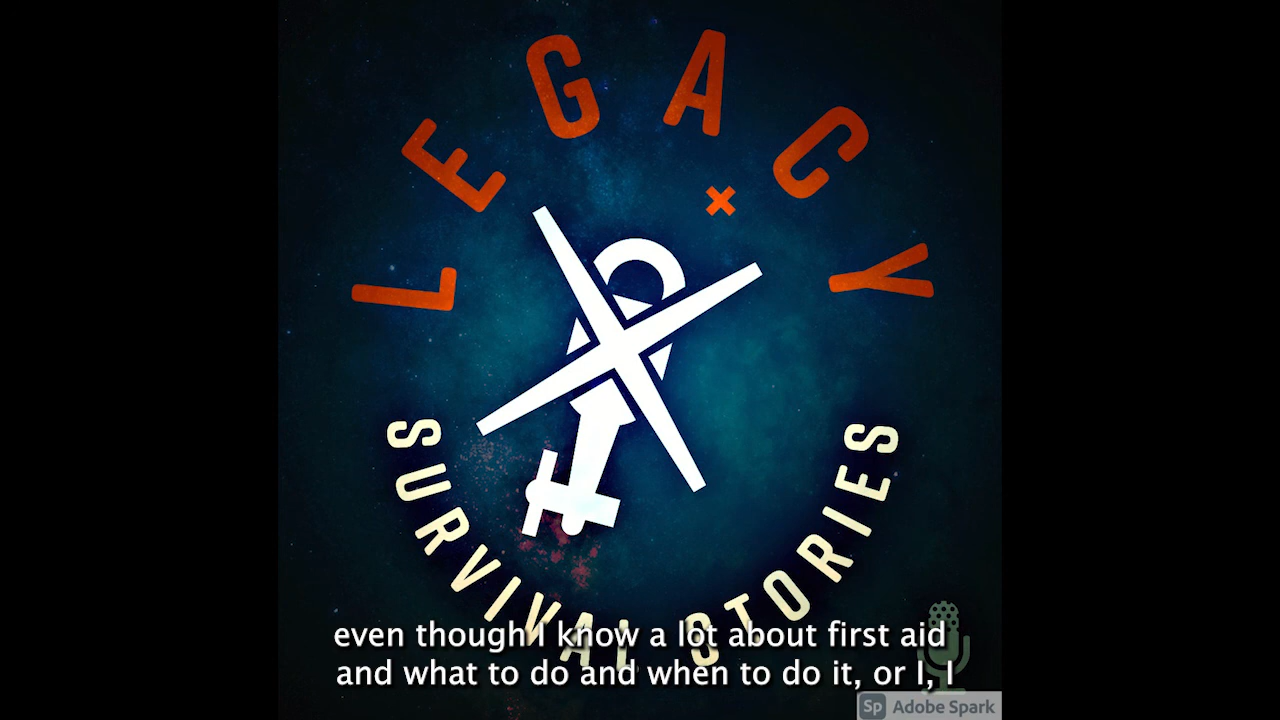 LEGACY
SURVIVAL STORIES
even though I know a lot about first aid
and what to do and when to do it, or I, I
Sp Adobe Spark